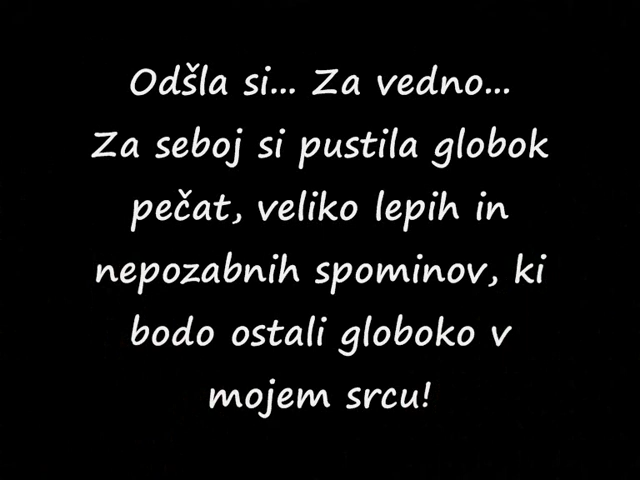 Odšla si... Za vedno...
Za seboj si pustila globok
pečat, veliko lepih in
nepozabnih spominov, ki
bodo ostali globoko v
mojem srcu!